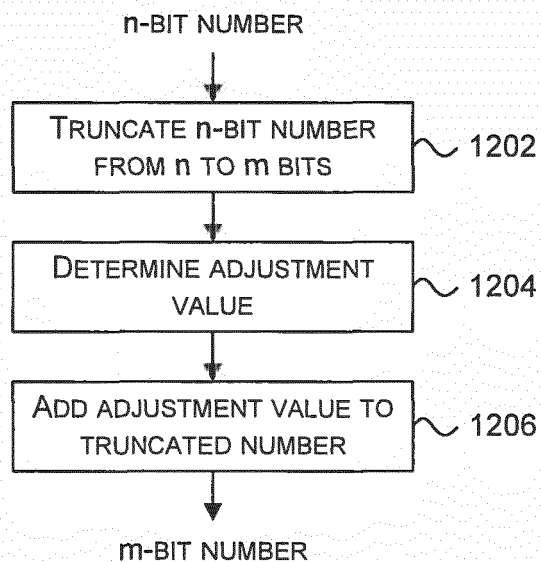 n-BIT NUMBER
TRUNCATE n-BIT NUMBER
FROM n TO m BITS
1202
DETERMINE ADJUSTMENT
VALUE
1204
ADD ADJUSTMENT VALUE TO
TRUNCATED NUMBER
1206
m-BIT NUMBER